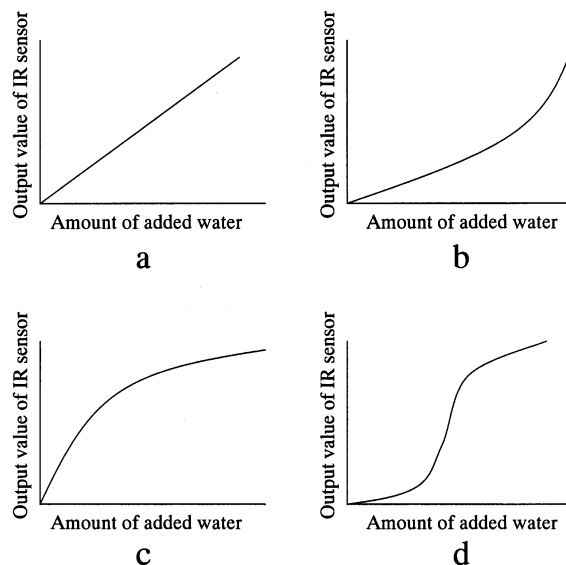 Output value of IR sensor
Amount of added water
a
Output value of IR sensor
Amount of added water
b
Output value of IR sensor
Amount of added water
c
Output value of IR sensor
Amount of added water
d